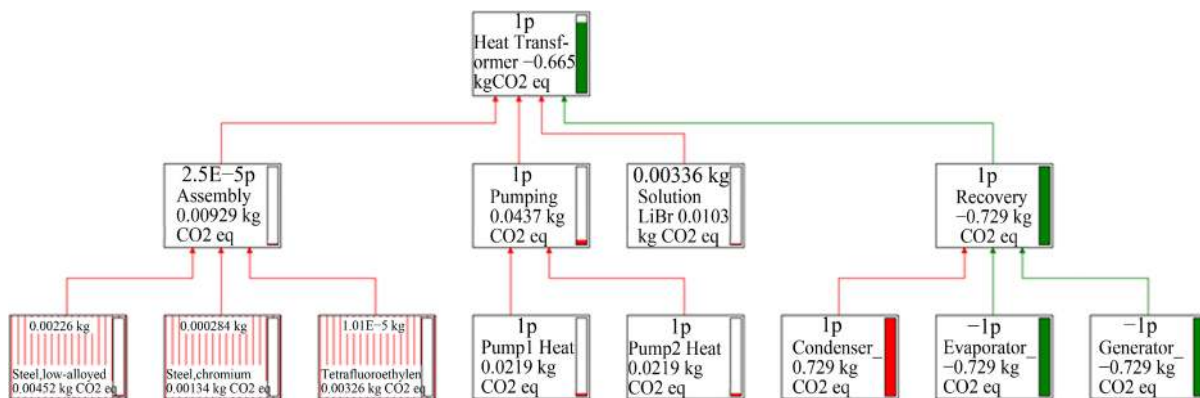 1p
Heat Transf-
ormer −0.665
kgCO2 eq
2.5E−5p
Assembly
0.00929 kg
CO2 eq
1p
Pumping
0.0437 kg
CO2 eq
0.00336 kg
Solution
LiBr 0.0103
kg CO2 eq
1p
Recovery
−0.729 kg
CO2 eq
0.00226 kg
Steel,low-alloyed
0.00452 kg CO2 eq
0.000284 kg
Steel,chromium
0.00134 kg CO2 eq
1.01E−5 kg
Tetrafluoroethylen
0.00326 kg CO2 eq
1p
Pump1 Heat
0.0219 kg
CO2 eq
1p
Pump2 Heat
0.0219 kg
CO2 eq
1p
Condenser_
0.729 kg
CO2 eq
−1p
Evaporator_
−0.729 kg
CO2 eq
−1p
Generator_
−0.729 kg
CO2 eq